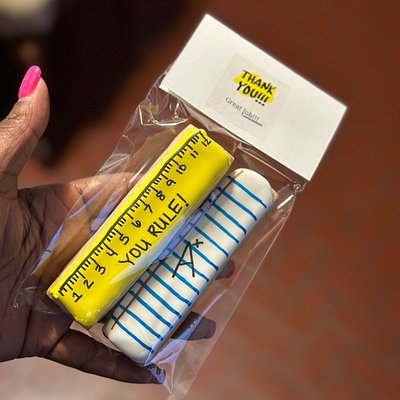 THANK
YOU!!!
Great Job!!!
1 2 3 4 5 6 7 8 9 10 11 12
YOU RULE!
A+